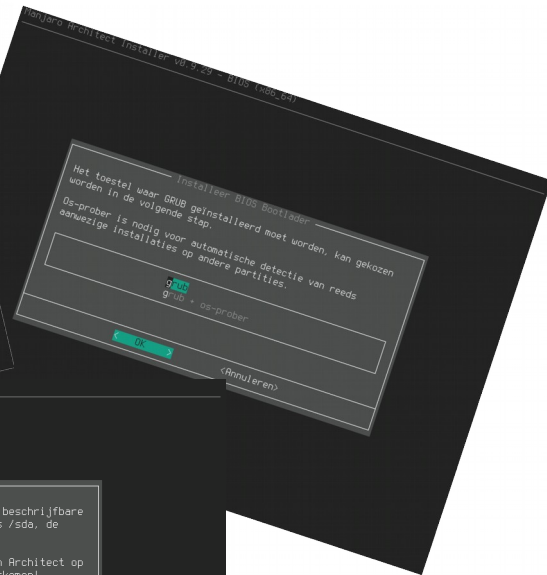 Manjaro Architect Installer v0.9.29 - BIOS (x86_64)
Installeer BIOS Bootloader
Het toestel waar GRUB geïnstalleerd moet worden, kan gekozen
worden in de volgende stap.
Os-prober is nodig voor automatische detectie van reeds
aanwezige installaties op andere partities.
grub
grub + os-prober
< OK >
<Annuleren>
beschrijfbare
/sda, de
Architect op